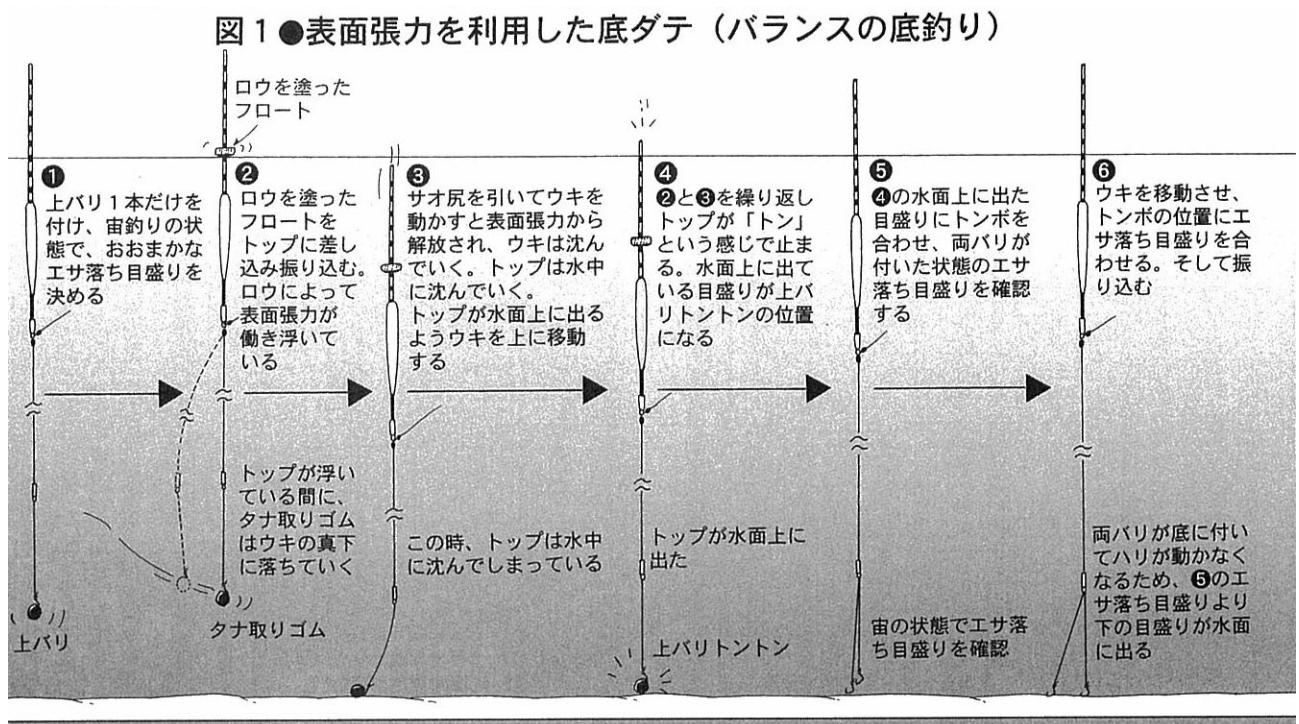 図1●表面張力を利用した底ダテ（バランスの底釣り）
ロウを塗った
フロート
❶
上バリ1本だけを
付け、宙釣りの状
態で、おおまかな
エサ落ち目盛りを
決める
上バリ
❷
ロウを塗った
フロートを
トップに差し
込み振り込む。
ロウによって
表面張力が
働き浮いて
いる
トップが浮い
ている間に、
タナ取りゴム
はウキの真下
に落ちていく
タナ取りゴム
❸
サオ尻を引いてウキを
動かすと表面張力から
解放され、ウキは沈ん
でいく。トップは水中
に沈んでいく。
トップが水面上に出る
ようウキを上に移動
する
この時、トップは水中
に沈んでしまっている
❹
❷と❸を繰り返し
トップが「トン」
という感じで止ま
る。水面上に出て
いる目盛りが上バ
リトントンの位置
になる
トップが水面上に
出た
上バリトントン
❺
❹の水面上に出た
目盛りにトンボを
合わせ、両バリが
付いた状態のエサ
落ち目盛りを確認
する
宙の状態でエサ落
ち目盛りを確認
❻
ウキを移動させ、
トンボの位置にエ
サ落ち目盛りを合
わせる。そして振
り込む
両バリが底に付い
てハリが動かなく
なるため、❺のエ
サ落ち目盛りより
下の目盛りが水面
に出る